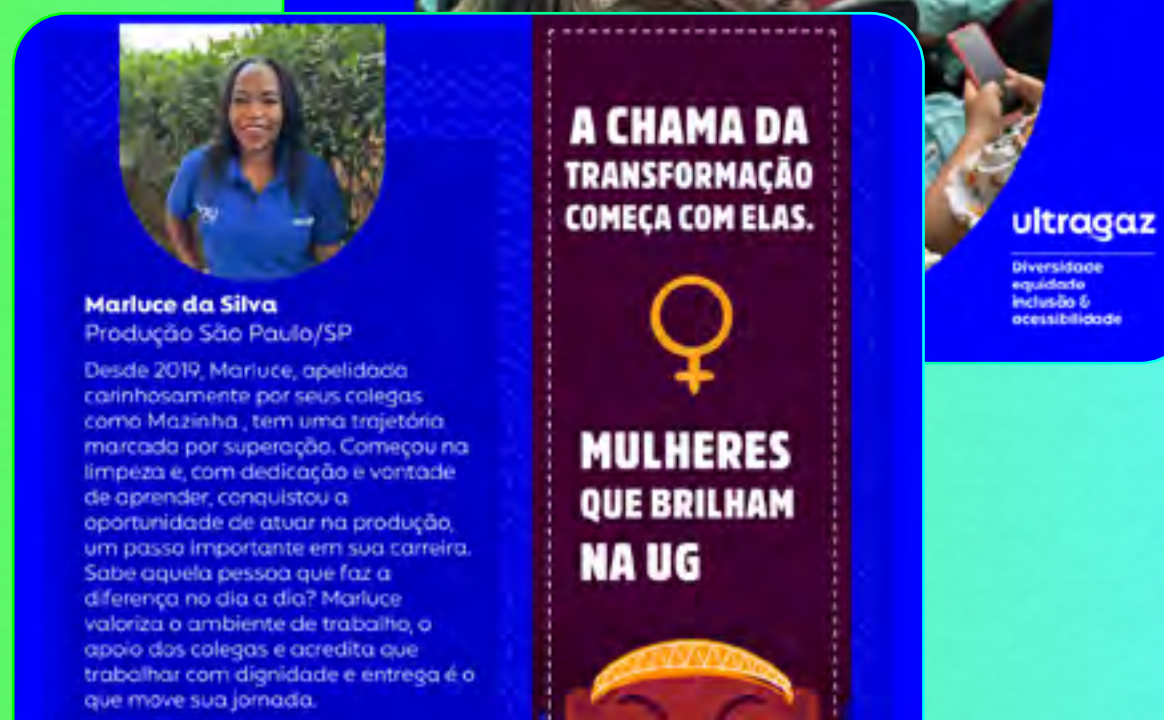 Marluce da Silva
Produção São Paulo/SP
Desde 2019, Marluce, apelidada
carinhosamente por seus colegas
como Mazinha , tem uma trajetória
marcada por superação. Começou na
limpeza e, com dedicação e vontade
de aprender, conquistou a
oportunidade de atuar na produção,
um passo importante em sua carreira.
Sabe aquela pessoa que faz a
diferença no dia a dia? Marluce
valoriza o ambiente de trabalho, o
apoio dos colegas e acredita que
trabalhar com dignidade e entrega é o
que move sua jornada.
A CHAMA DA
TRANSFORMAÇÃO
COMEÇA COM ELAS.
MULHERES
QUE BRILHAM
NA UG
ultragaz
Diversidade
equidade
inclusão &
acessibilidade